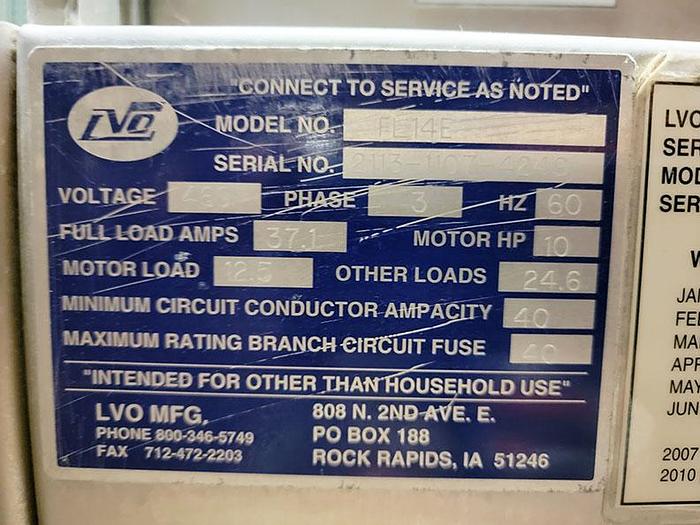 "CONNECT TO SERVICE AS NOTED"
LVO
MODEL NO. FL14E
SERIAL NO.
VOLTAGE PHASE 3 HZ 60
FULL LOAD AMPS 37.1 MOTOR HP 10
MOTOR LOAD 12.5 OTHER LOADS 24.6
MINIMUM CIRCUIT CONDUCTOR AMPACITY 40
MAXIMUM RATING BRANCH CIRCUIT FUSE 40
"INTENDED FOR OTHER THAN HOUSEHOLD USE"
LVO MFG.
PHONE 800-346-5749
FAX 712-472-2203
808 N. 2ND AVE. E.
PO BOX 188
ROCK RAPIDS, IA 51246
LVO
SER
MOD
SER
W
JA
FE
MA
APR
MAY
JUN
2007
2010